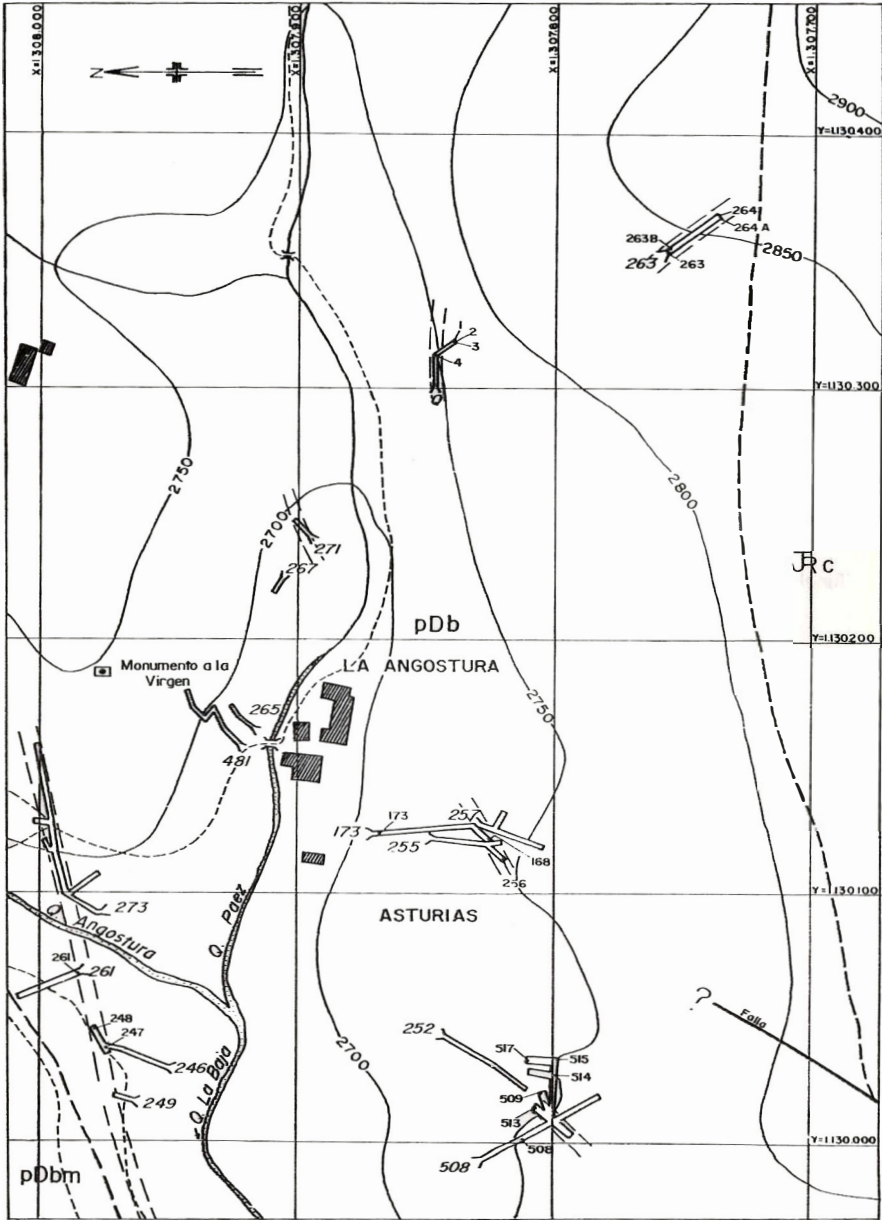 X=1.308.000
X=1.307.900
X=1.307.800
X=1.307.700
N
2900
Y=1.130.400
264
264 A
263B
263
263
2850
2
3
4
Y=1.130.300
2750
2800
2700
271
267
JRc
pDb
Y=1.130.200
LA ANGOSTURA
Monumento a la
Virgen
265
2750
481
173
173
257
255
168
256
Y=1.130.100
273
Q. Angostura
Q. Paez
ASTURIAS
261
261
?
Falla
248
247
246
252
2700
517
515
514
249
Q. La Baja
509
513
508
508
Y=1.130.000
pDbm